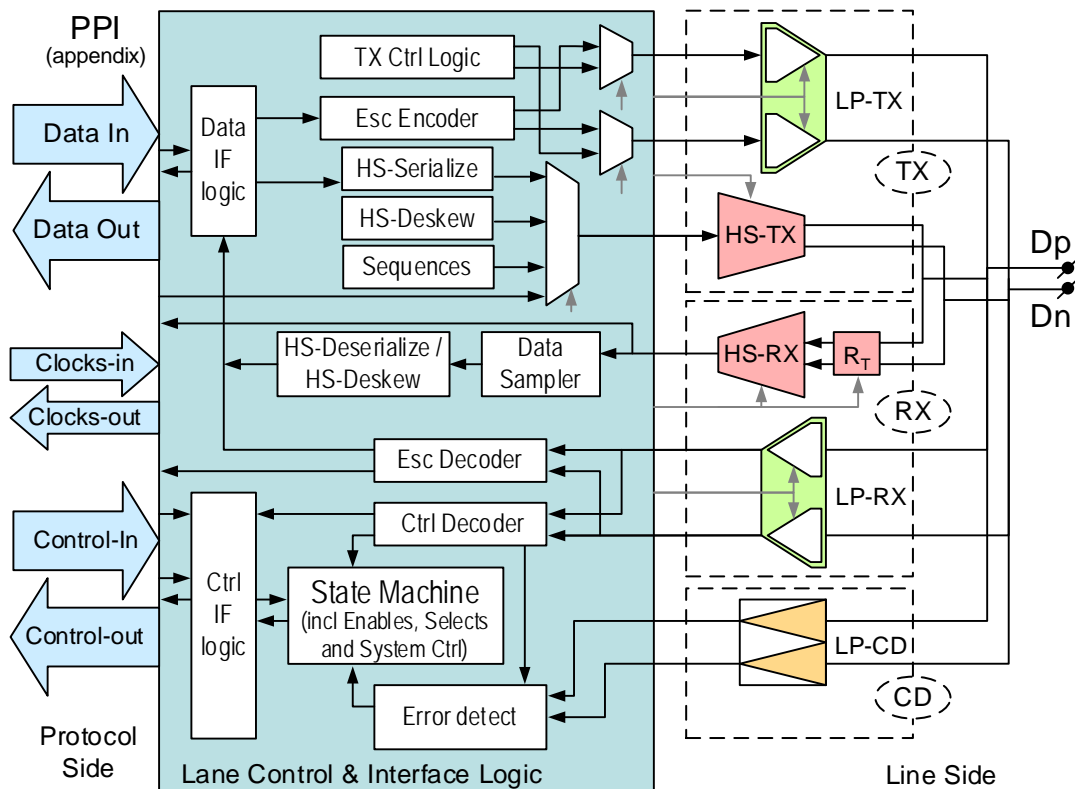 PPI
(appendix)
Data In
Data Out
Clocks-in
Clocks-out
Control-In
Control-out
Protocol
Side
TX Ctrl Logic
Esc Encoder
Data
IF
logic
HS-Serialize
HS-Deskew
Sequences
HS-Deserialize /
HS-Deskew
Data
Sampler
Esc Decoder
Ctrl Decoder
Ctrl
IF
logic
State Machine
(incl Enables, Selects
and System Ctrl)
Error detect
Lane Control & Interface Logic
LP-TX
TX
HS-TX
HS-RX
RT
RX
LP-RX
LP-CD
CD
Dp
Dn
Line Side